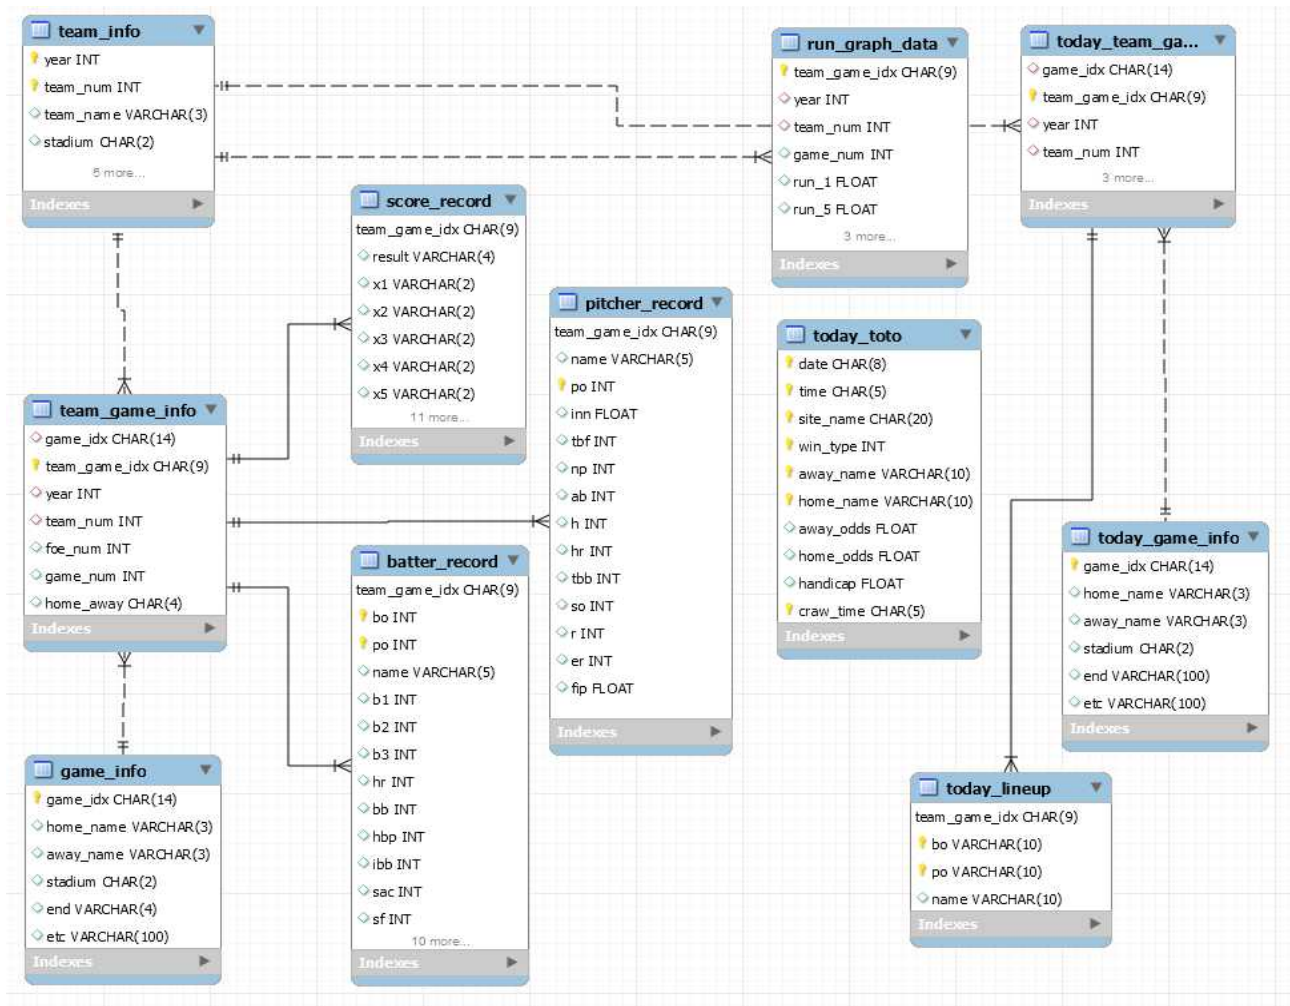 team_info
year INT
team_num INT
team_name VARCHAR(3)
stadium CHAR(2)
6 more...
Indexes
run_graph_data
team_game_idx CHAR(9)
year INT
team_num INT
game_num INT
run_1 FLOAT
run_5 FLOAT
3 more...
Indexes
today_team_ga...
game_idx CHAR(14)
team_game_idx CHAR(9)
year INT
team_num INT
3 more...
Indexes
score_record
team_game_idx CHAR(9)
result VARCHAR(4)
x1 VARCHAR(2)
x2 VARCHAR(2)
x3 VARCHAR(2)
x4 VARCHAR(2)
x5 VARCHAR(2)
11 more...
Indexes
pitcher_record
team_game_idx CHAR(9)
name VARCHAR(5)
po INT
inn FLOAT
tbf INT
np INT
ab INT
h INT
hr INT
tbb INT
so INT
r INT
er INT
fip FLOAT
Indexes
today_toto
date CHAR(8)
time CHAR(5)
site_name CHAR(20)
win_type INT
away_name VARCHAR(10)
home_name VARCHAR(10)
away_odds FLOAT
home_odds FLOAT
handicap FLOAT
craw_time CHAR(5)
Indexes
team_game_info
game_idx CHAR(14)
team_game_idx CHAR(9)
year INT
team_num INT
foe_num INT
game_num INT
home_away CHAR(4)
Indexes
batter_record
team_game_idx CHAR(9)
bo INT
po INT
name VARCHAR(5)
b1 INT
b2 INT
b3 INT
hr INT
bb INT
hbp INT
ibb INT
sac INT
sf INT
10 more...
Indexes
today_game_info
game_idx CHAR(14)
home_name VARCHAR(3)
away_name VARCHAR(3)
stadium CHAR(2)
end VARCHAR(100)
etc VARCHAR(100)
Indexes
game_info
game_idx CHAR(14)
home_name VARCHAR(3)
away_name VARCHAR(3)
stadium CHAR(2)
end VARCHAR(4)
etc VARCHAR(100)
Indexes
today_lineup
team_game_idx CHAR(9)
bo VARCHAR(10)
po VARCHAR(10)
name VARCHAR(10)
Indexes